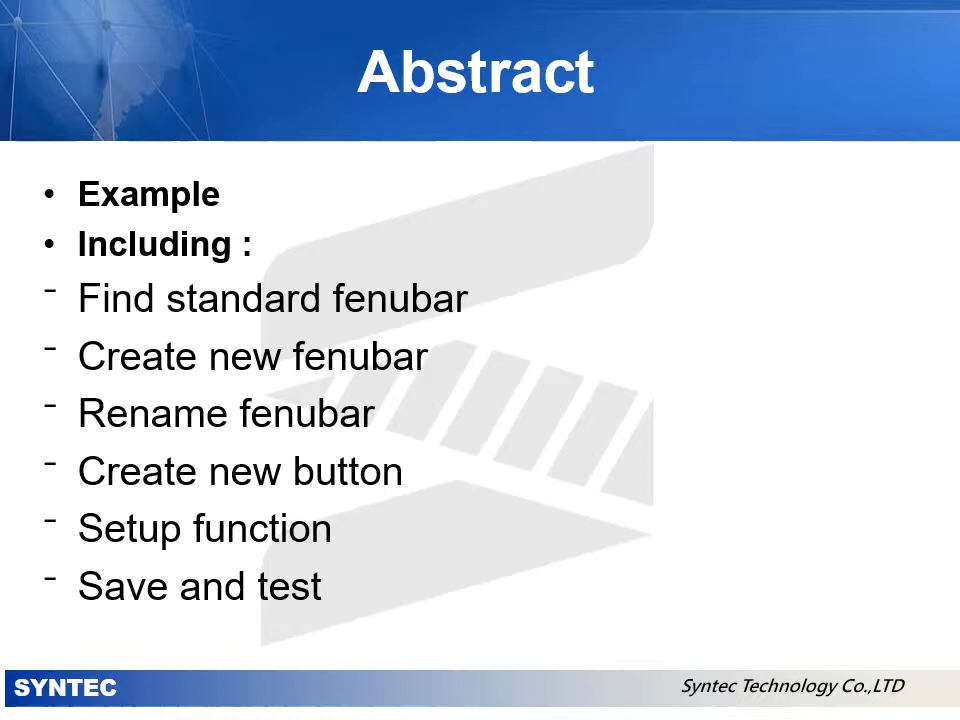 Abstract
• Example
• Including :
- Find standard fenubar
- Create new fenubar
- Rename fenubar
- Create new button
- Setup function
- Save and test
SYNTEC
Syntec Technology Co.,LTD